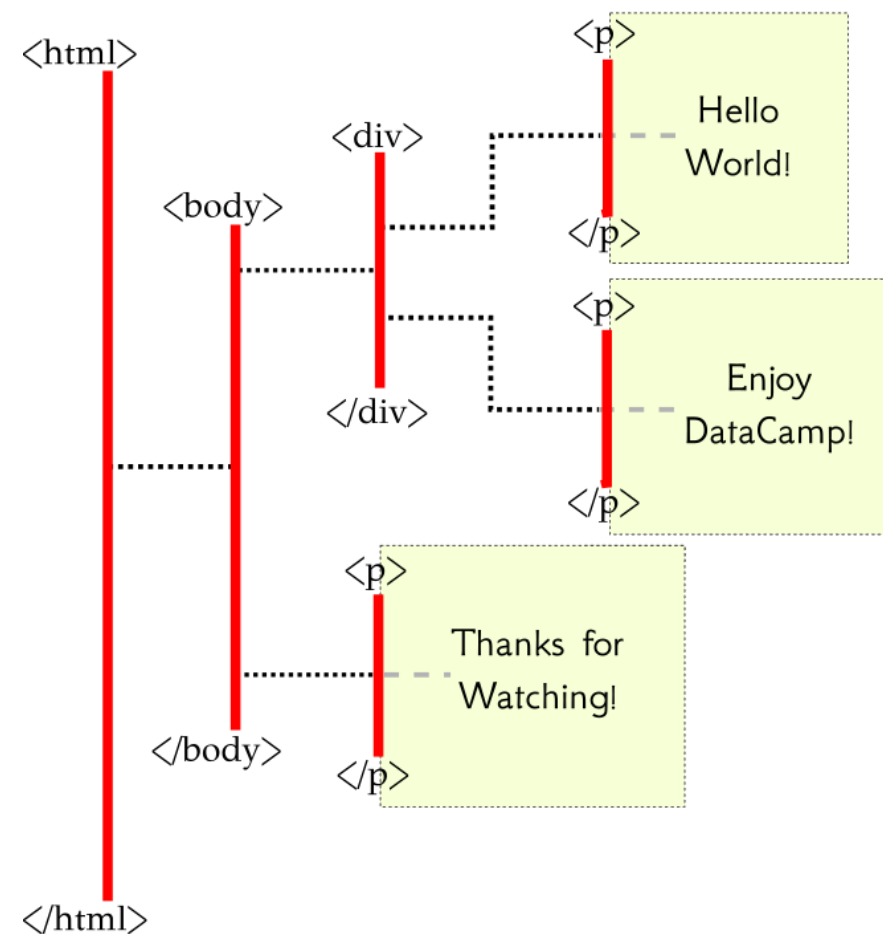 <html>
<body>
<div>
<p>
Hello
World!
</p>
<p>
Enjoy
DataCamp!
</p>
</div>
<p>
Thanks for
Watching!
</p>
</body>
</html>